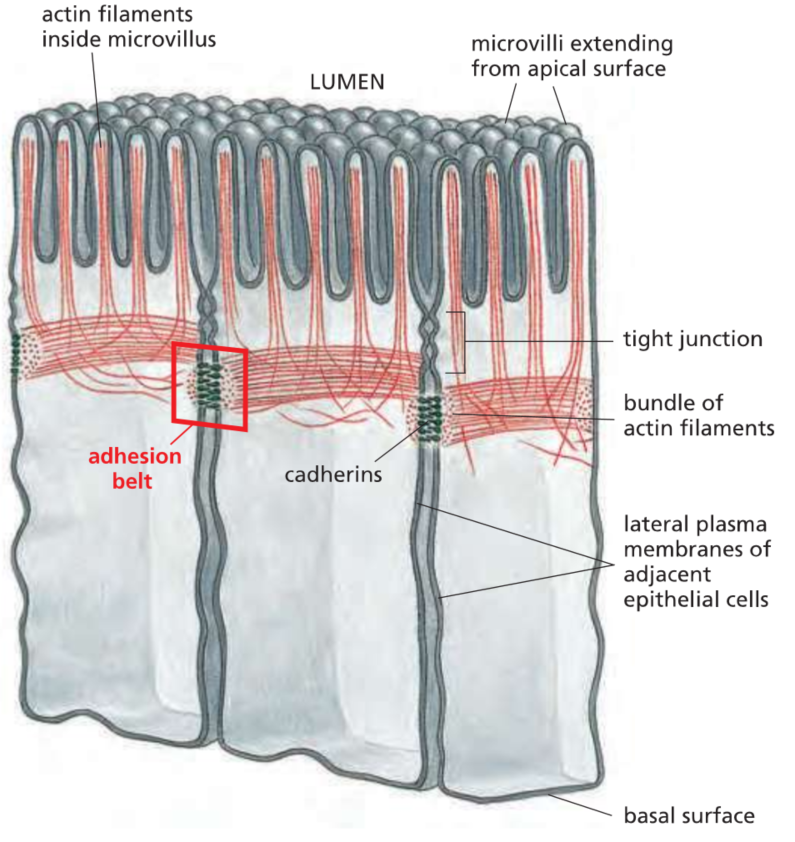 actin filaments
inside microvillus
LUMEN
microvilli extending
from apical surface
tight junction
bundle of
actin filaments
adhesion
belt
cadherins
lateral plasma
membranes of
adjacent
epithelial cells
basal surface